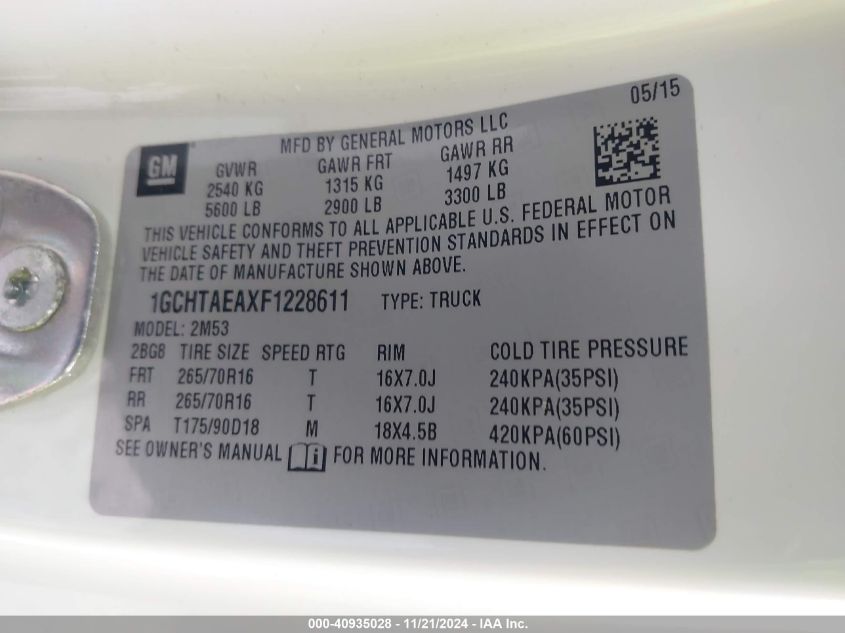 05/15
GM
MFD BY GENERAL MOTORS LLC
GVWR GAWR FRT GAWR RR
2540 KG 1315 KG 1497 KG
5600 LB 2900 LB 3300 LB
THIS VEHICLE CONFORMS TO ALL APPLICABLE U.S. FEDERAL MOTOR
VEHICLE SAFETY AND THEFT PREVENTION STANDARDS IN EFFECT ON
THE DATE OF MANUFACTURE SHOWN ABOVE.
1GCHTAEAXF1228611 TYPE: TRUCK
MODEL: 2M53
2BG8 TIRE SIZE SPEED RTG RIM COLD TIRE PRESSURE
FRT 265/70R16 T 16X7.0J 240KPA(35PSI)
RR 265/70R16 T 16X7.0J 240KPA(35PSI)
SPA T175/90D18 M 18X4.5B 420KPA(60PSI)
SEE OWNER'S MANUAL i FOR MORE INFORMATION.
000-40935028 - 11/21/2024 - IAA Inc.